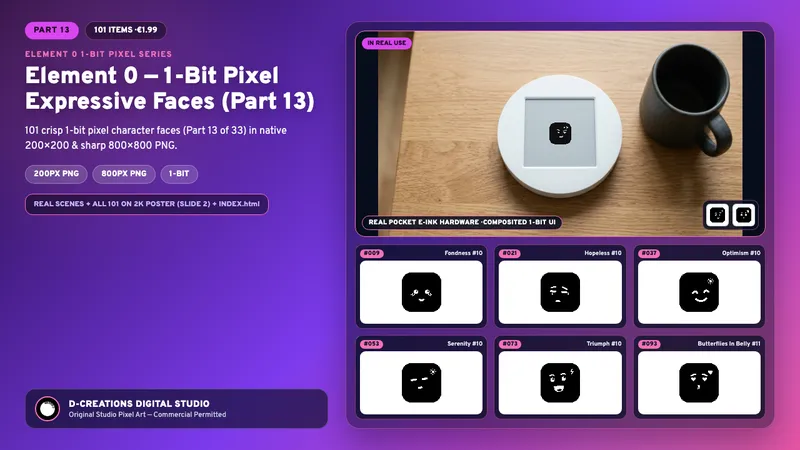 PART 13
101 ITEMS ·€1.99
ELEMENT 0 1-BIT PIXEL SERIES
Element 0 — 1-Bit Pixel
Expressive Faces (Part 13)
101 crisp 1-bit pixel character faces (Part 13 of 33) in native
200×200 & sharp 800×800 PNG.
200PX PNG
800PX PNG
1-BIT
REAL SCENES + ALL 101 ON 2K POSTER (SLIDE 2) + INDEX.html
D-CREATIONS DIGITAL STUDIO
Original Studio Pixel Art — Commercial Permitted
IN REAL USE
REAL POCKET E-INK HARDWARE ·COMPOSITED 1-BIT UI
#009
Fondness #10
#021
Hopeless #10
#037
Optimism #10
#053
Serenity #10
#073
Triumph #10
#093
Butterflies In Belly #11